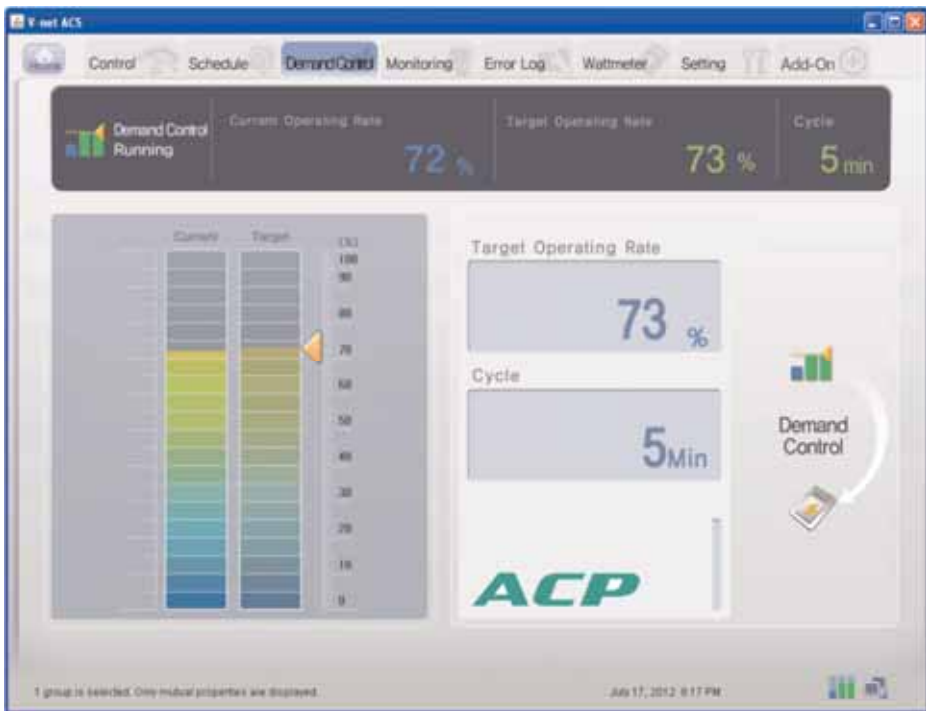 V-net ACS
Control Schedule Demand Control Monitoring Error Log Wattmeter Setting Add-On
Demand Control
Running
Current Operating Rate
72 %
Target Operating Rate
73 %
Cycle
5 min
Current Target (%)
100
90
80
70
60
50
40
30
20
10
0
Target Operating Rate
73 %
Cycle
5 Min
ACP
Demand
Control
1 group is selected. Only mutual properties are displayed.
July 17, 2012 6:17 PM